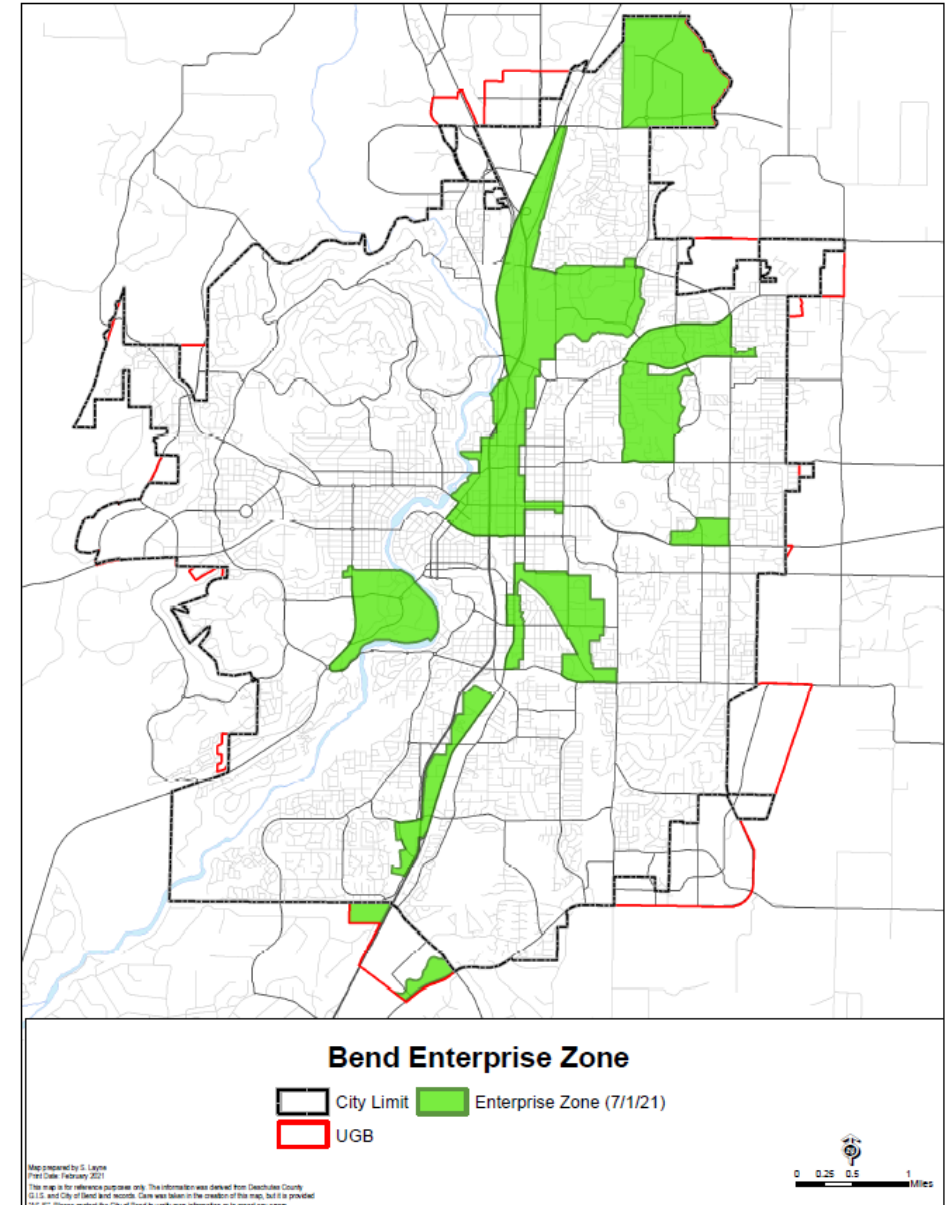 Bend Enterprise Zone
City Limit Enterprise Zone (7/1/21)
UGB
Map prepared by S. Layne
Print Date: February 2021
This map is for reference purposes only. The information was derived from Deschutes County
G.I.S. and City of Bend land records. Care was taken in the creation of this map, but it is provided
0 0.25 0.5 1
Miles